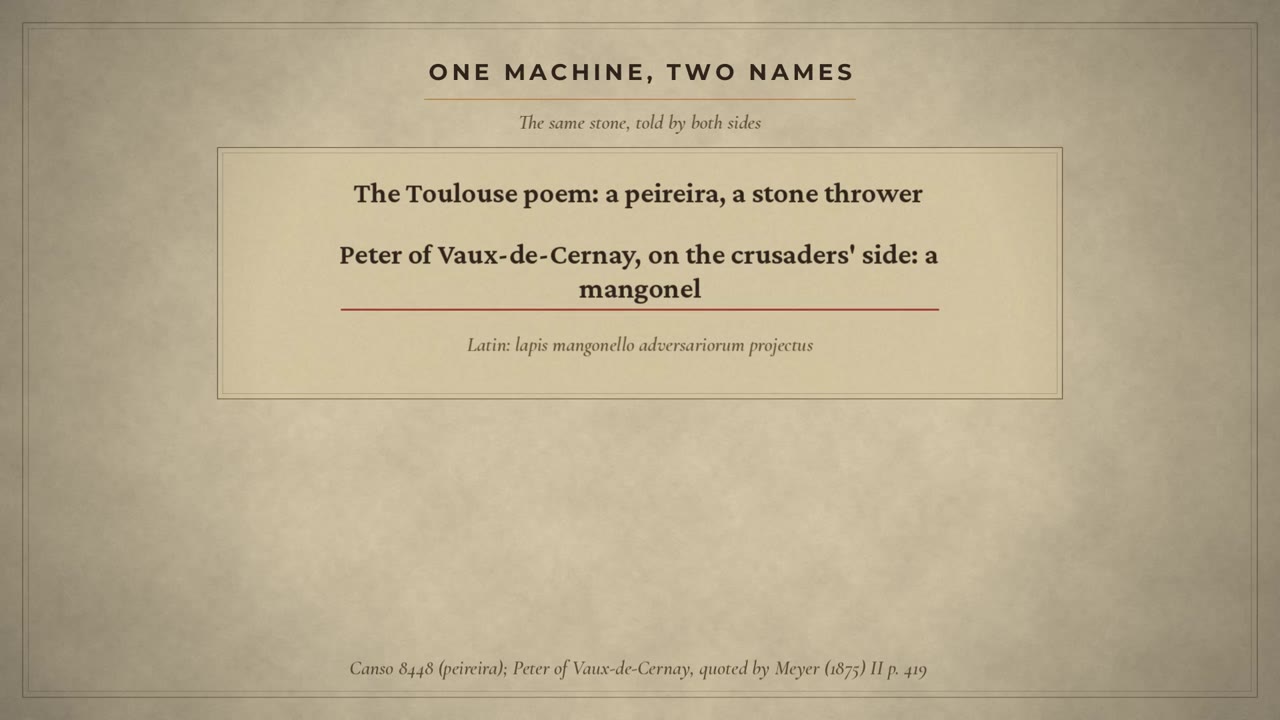 ONE MACHINE, TWO NAMES
The same stone, told by both sides
The Toulouse poem: a peireira, a stone thrower
Peter of Vaux-de-Cernay, on the crusaders' side: a
mangonel
Latin: lapis mangonello adversariorum projectus
Canso 8448 (peireira); Peter of Vaux-de-Cernay, quoted by Meyer (1875) II p. 419